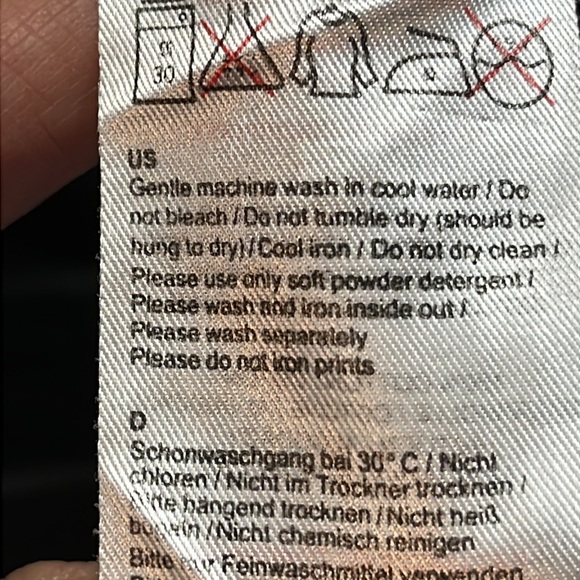 30
US
Gentle machine wash in cool water / Do
not bleach / Do not tumble dry (should be
hung to dry) / Cool iron / Do not dry clean /
Please use only soft powder detergent /
Please wash and iron inside out /
Please wash separately
Please do not iron prints
D
Schonwaschgang bei 30° C / Nicht
chloren / Nicht im Trockner trocknen /
Bitte hängend trocknen / Nicht heiß
bügeln / Nicht chemisch reinigen
Bitte nur Feinwaschmittel verwenden